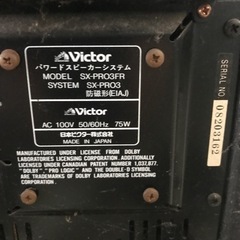 Victor
パワードスピーカーシステム
MODEL SX-PRO3FR
SYSTEM SX-PRO3
防磁形(EIAJ)
Victor
AC 100V 50/60Hz 75W
日本ビクター株式会社
MADE IN JAPAN
MANUFACTURED UNDER LICENSE FROM DOLBY
LABORATORIES LICENSING CORPORATION.
ADDITIONALLY LICENSED UNDER CANADIAN
PATENT NUMBER 1,037,877.
"DOLBY", "PRO LOGIC" AND THE DOUBLE-D SYMBOL
ARE TRADEMARKS OF DOLBY LABORATORIES
LICENSING CORPORATION.
SERIAL NO
08203162